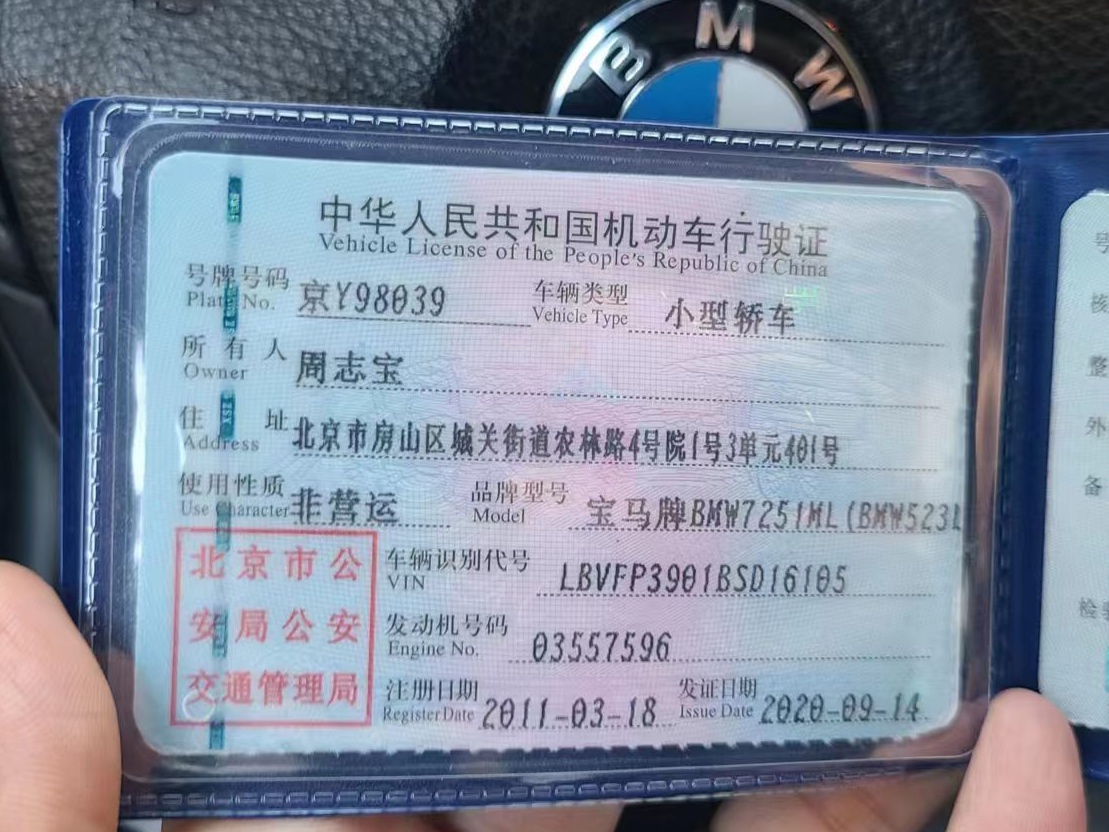 BMW
中华人民共和国机动车行驶证
Vehicle License of the People's Republic of China
号牌号码 京Y98039 车辆类型 小型轿车
Plate No. Vehicle Type
所有人 周志宝
Owner
住址 北京市房山区城关街道农林路4号院1号3单元401号
Address
使用性质 非营运 品牌型号 宝马牌BMW7251ML(BMW523L
Use Character Model
北京市公
安局公安
交通管理局
车辆识别代号 LBVFP3901BSD16105
VIN
发动机号码 03557596
Engine No.
注册日期 2011-03-18 发证日期 2020-09-14
Register Date Issue Date
号
核
整
外
备
检验